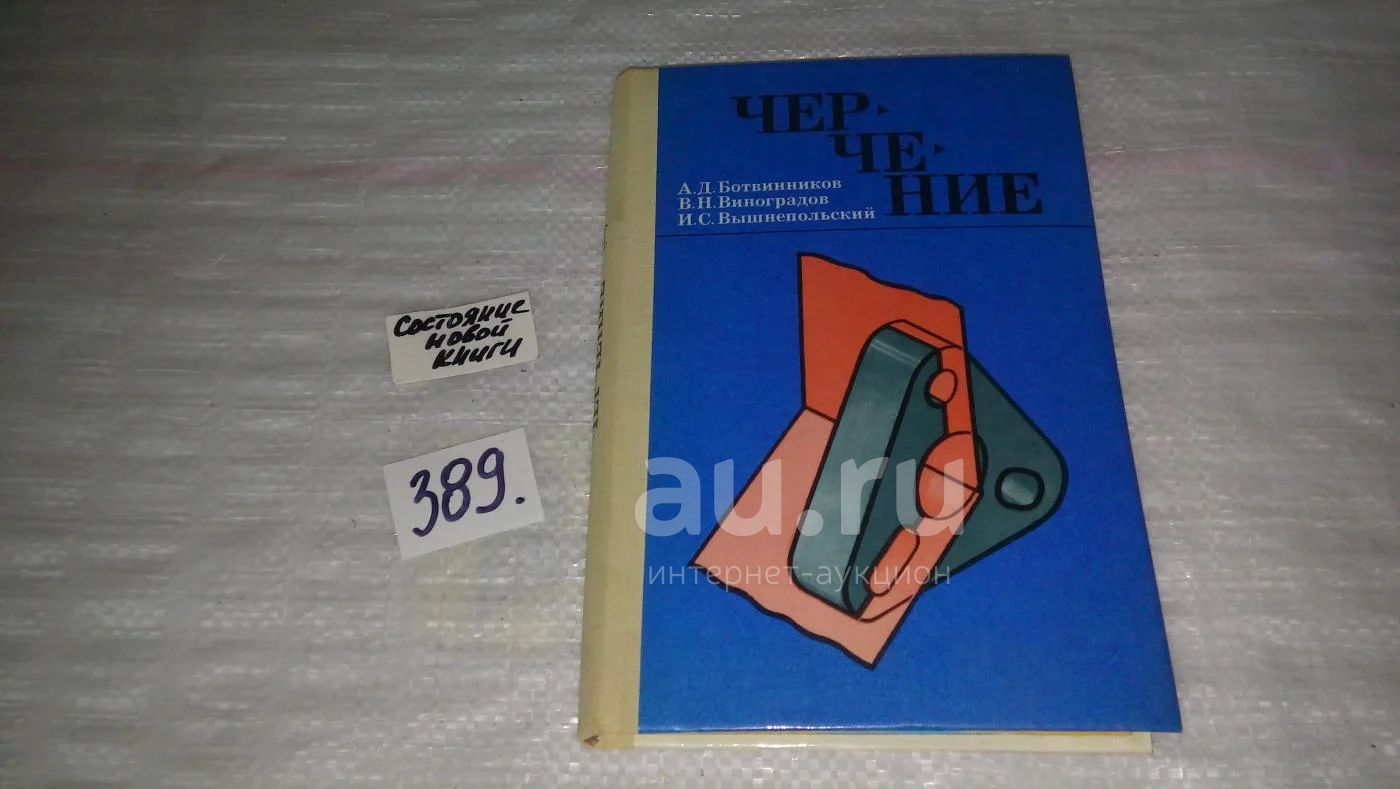 ЧЕР-
ЧЕ-
НИЕ
А.Д.Ботвинников
В.Н.Виноградов
И.С.Вышнепольский
Состояние
новой
книги
389.
au.ru
интернет-аукцион